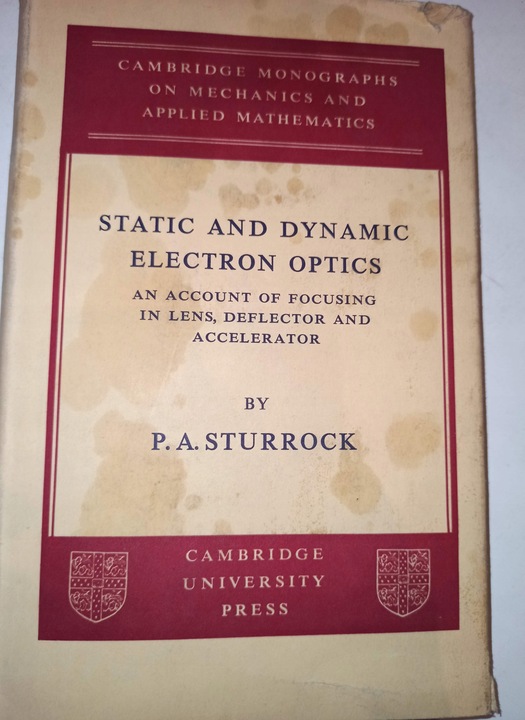 CAMBRIDGE MONOGRAPHS
ON MECHANICS AND
APPLIED MATHEMATICS
STATIC AND DYNAMIC
ELECTRON OPTICS
AN ACCOUNT OF FOCUSING
IN LENS, DEFLECTOR AND
ACCELERATOR
BY
P. A. STURROCK
CAMBRIDGE
UNIVERSITY
PRESS